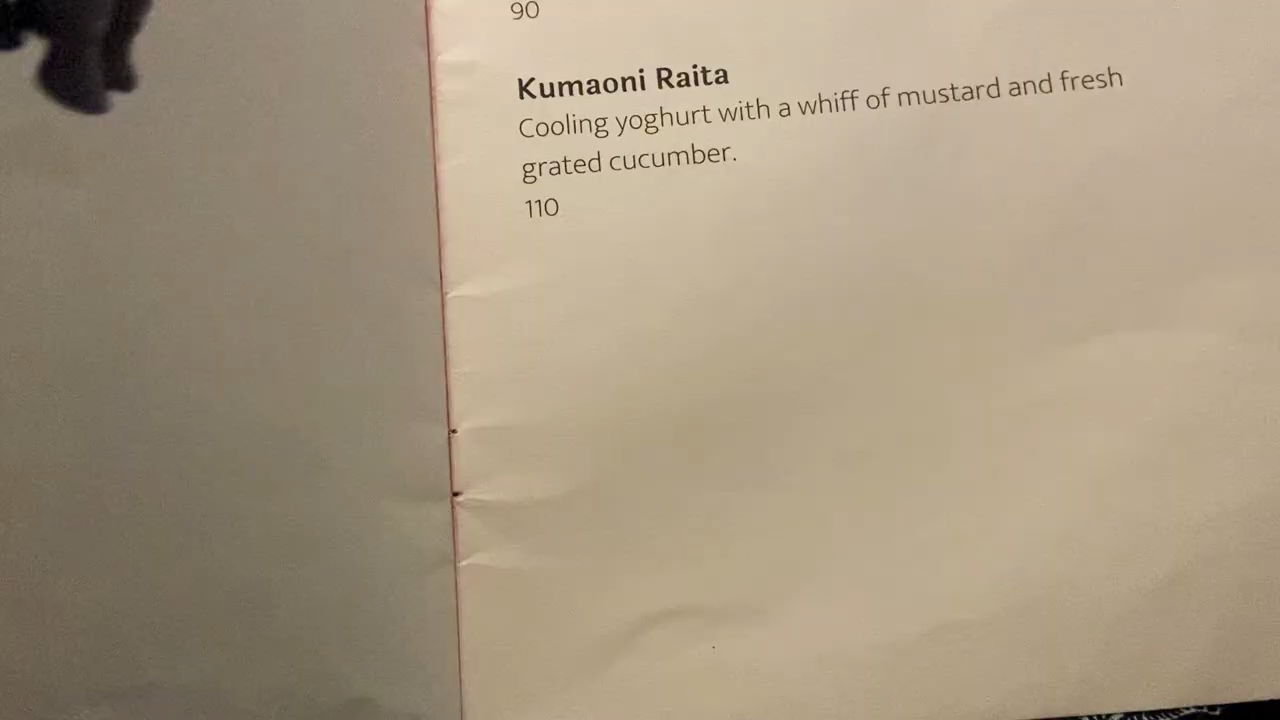 90
Kumaoni Raita
Cooling yoghurt with a whiff of mustard and fresh
grated cucumber.
110